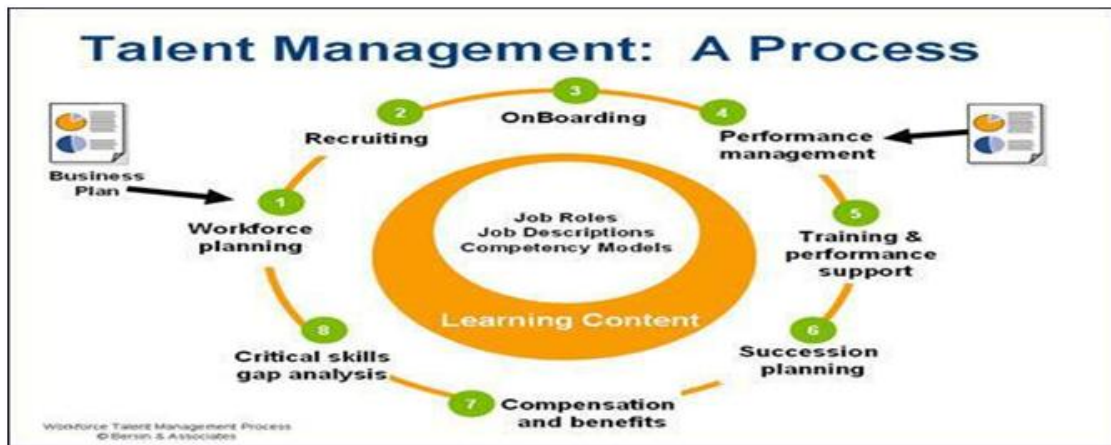 Talent Management: A Process
3
2
4
OnBoarding
Recruiting
Performance
management
Business
Plan
1
Job Roles
Job Descriptions
Competency Models
5
Workforce
planning
Training &
performance
support
Learning Content
8
6
Critical skills
gap analysis
Succession
planning
7
Compensation
and benefits
Workforce Talent Management Process
© Bersin & Associates